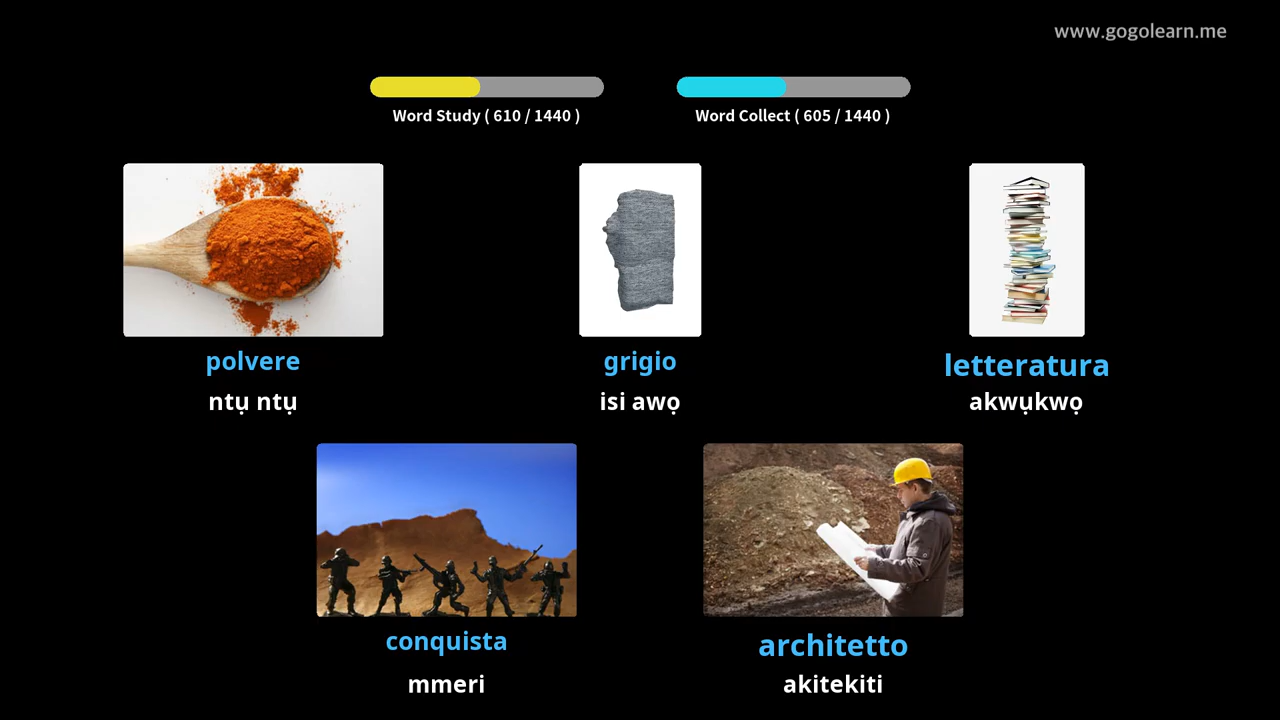 www.gogolearn.me
Word Study ( 610 / 1440 )
Word Collect ( 605 / 1440 )
polvere
ntụ ntụ
grigio
isi awọ
letteratura
akwụkwọ
conquista
mmeri
architetto
akitekiti